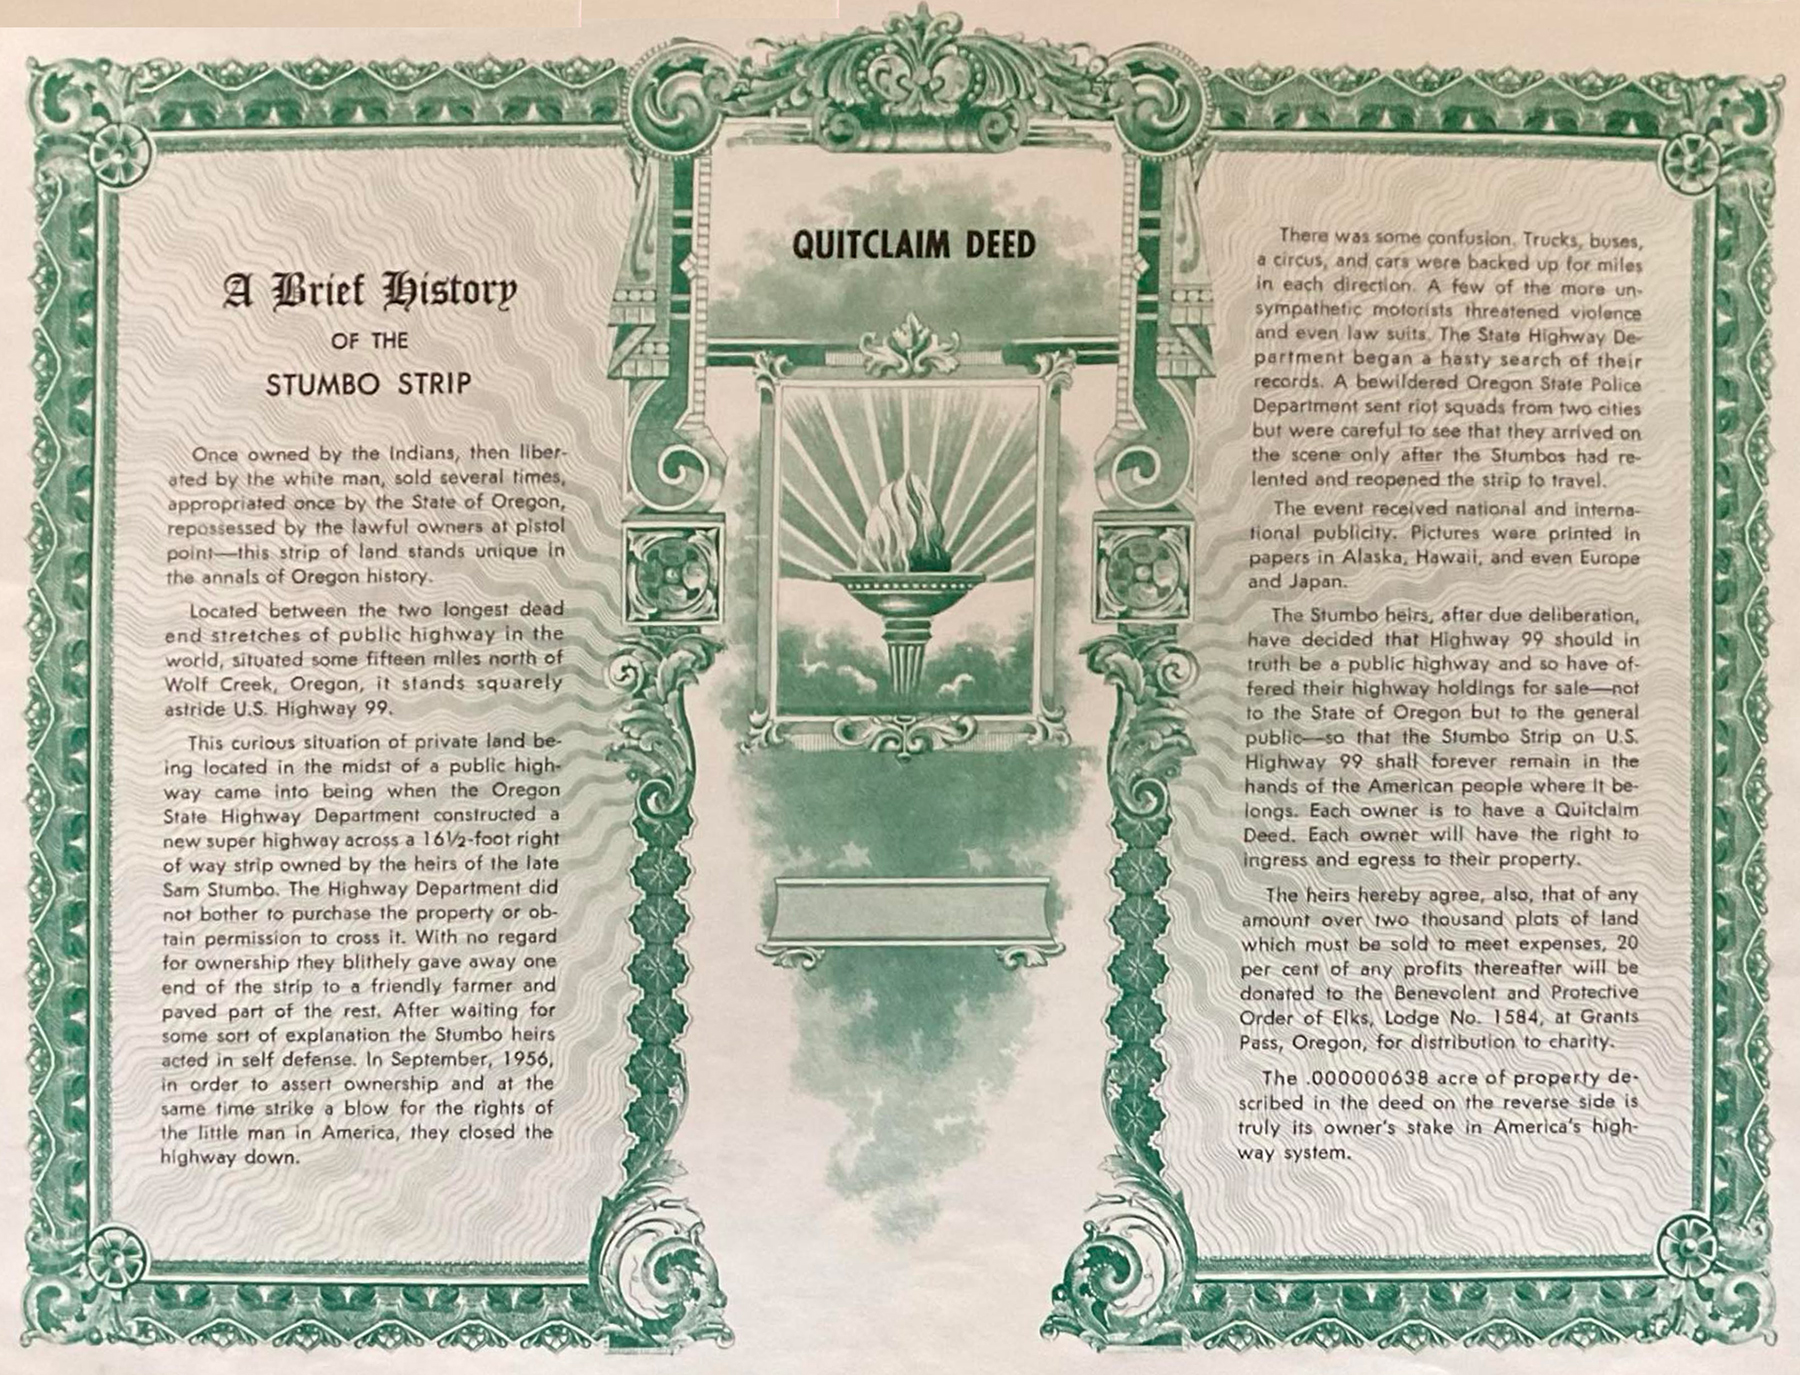 A Brief History
OF THE
STUMBO STRIP
Once owned by the Indians, then liber-
ated by the white man, sold several times,
appropriated once by the State of Oregon,
repossessed by the lawful owners at pistol
point—this strip of land stands unique in
the annals of Oregon history.
Located between the two longest dead
end stretches of public highway in the
world, situated some fifteen miles north of
Wolf Creek, Oregon, it stands squarely
astride U.S. Highway 99.
This curious situation of private land be-
ing located in the midst of a public high-
way came into being when the Oregon
State Highway Department constructed a
new super highway across a 16½-foot right
of way strip owned by the heirs of the late
Sam Stumbo. The Highway Department did
not bother to purchase the property or ob-
tain permission to cross it. With no regard
for ownership they blithely gave away one
end of the strip to a friendly farmer and
paved part of the rest. After waiting for
some sort of explanation the Stumbo heirs
acted in self defense. In September, 1956,
in order to assert ownership and at the
same time strike a blow for the rights of
the little man in America, they closed the
highway down.
QUITCLAIM DEED
There was some confusion. Trucks, buses,
a circus, and cars were backed up for miles
in each direction. A few of the more un-
sympathetic motorists threatened violence
and even law suits. The State Highway De-
partment began a hasty search of their
records. A bewildered Oregon State Police
Department sent riot squads from two cities
but were careful to see that they arrived on
the scene only after the Stumbos had re-
lented and reopened the strip to travel.
The event received national and interna-
tional publicity. Pictures were printed in
papers in Alaska, Hawaii, and even Europe
and Japan.
The Stumbo heirs, after due deliberation,
have decided that Highway 99 should in
truth be a public highway and so have of-
fered their highway holdings for sale—not
to the State of Oregon but to the general
public—so that the Stumbo Strip on U.S.
Highway 99 shall forever remain in the
hands of the American people where it be-
longs. Each owner is to have a Quitclaim
Deed. Each owner will have the right to
ingress and egress to their property.
The heirs hereby agree, also, that of any
amount over two thousand plots of land
which must be sold to meet expenses, 20
per cent of any profits thereafter will be
donated to the Benevolent and Protective
Order of Elks, Lodge No. 1584, at Grants
Pass, Oregon, for distribution to charity.
The .000000638 acre of property de-
scribed in the deed on the reverse side is
truly its owner's stake in America's high-
way system.